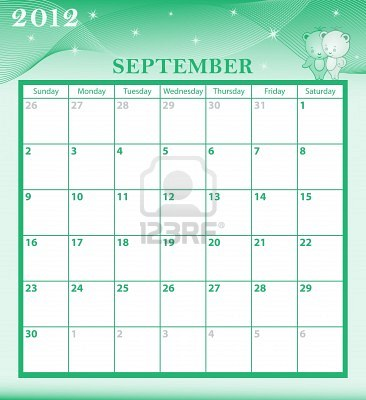 2012
SEPTEMBER
Sunday Monday Tuesday Wednesday Thursday Friday Saturday
26 27 28 29 30 31 1
2 3 4 5 6 7 8
9 10 11 12 13 14 15
123RF
16 17 18 19 20 21 22
23 24 25 26 27 28 29
30 1 2 3 4 5 6